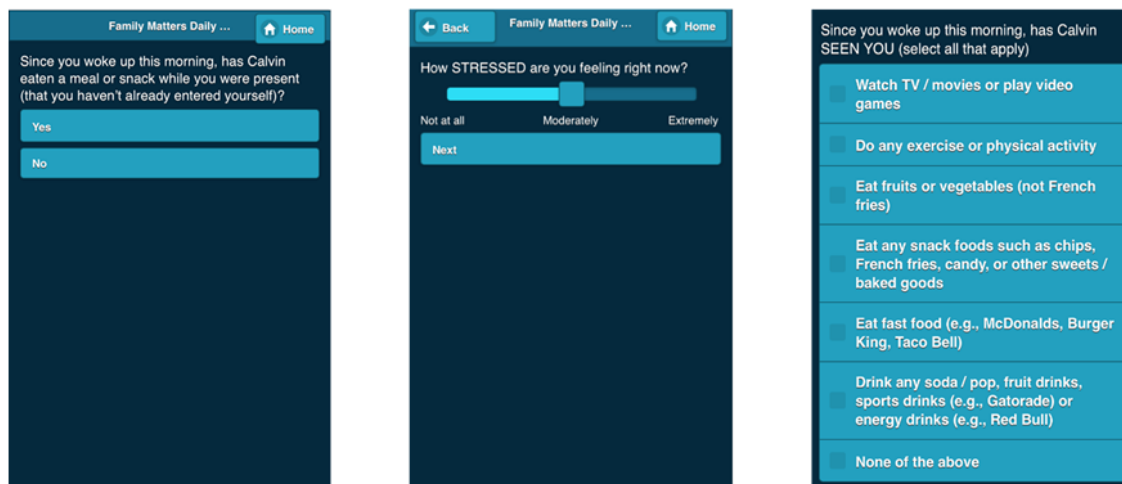 Family Matters Daily ...
Home
Since you woke up this morning, has Calvin
eaten a meal or snack while you were present
(that you haven't already entered yourself)?
Yes
No
Back
Family Matters Daily ...
Home
How STRESSED are you feeling right now?
Not at all
Moderately
Extremely
Next
Since you woke up this morning, has Calvin
SEEN YOU (select all that apply)
Watch TV / movies or play video
games
Do any exercise or physical activity
Eat fruits or vegetables (not French
fries)
Eat any snack foods such as chips,
French fries, candy, or other sweets /
baked goods
Eat fast food (e.g., McDonalds, Burger
King, Taco Bell)
Drink any soda / pop, fruit drinks,
sports drinks (e.g., Gatorade) or
energy drinks (e.g., Red Bull)
None of the above